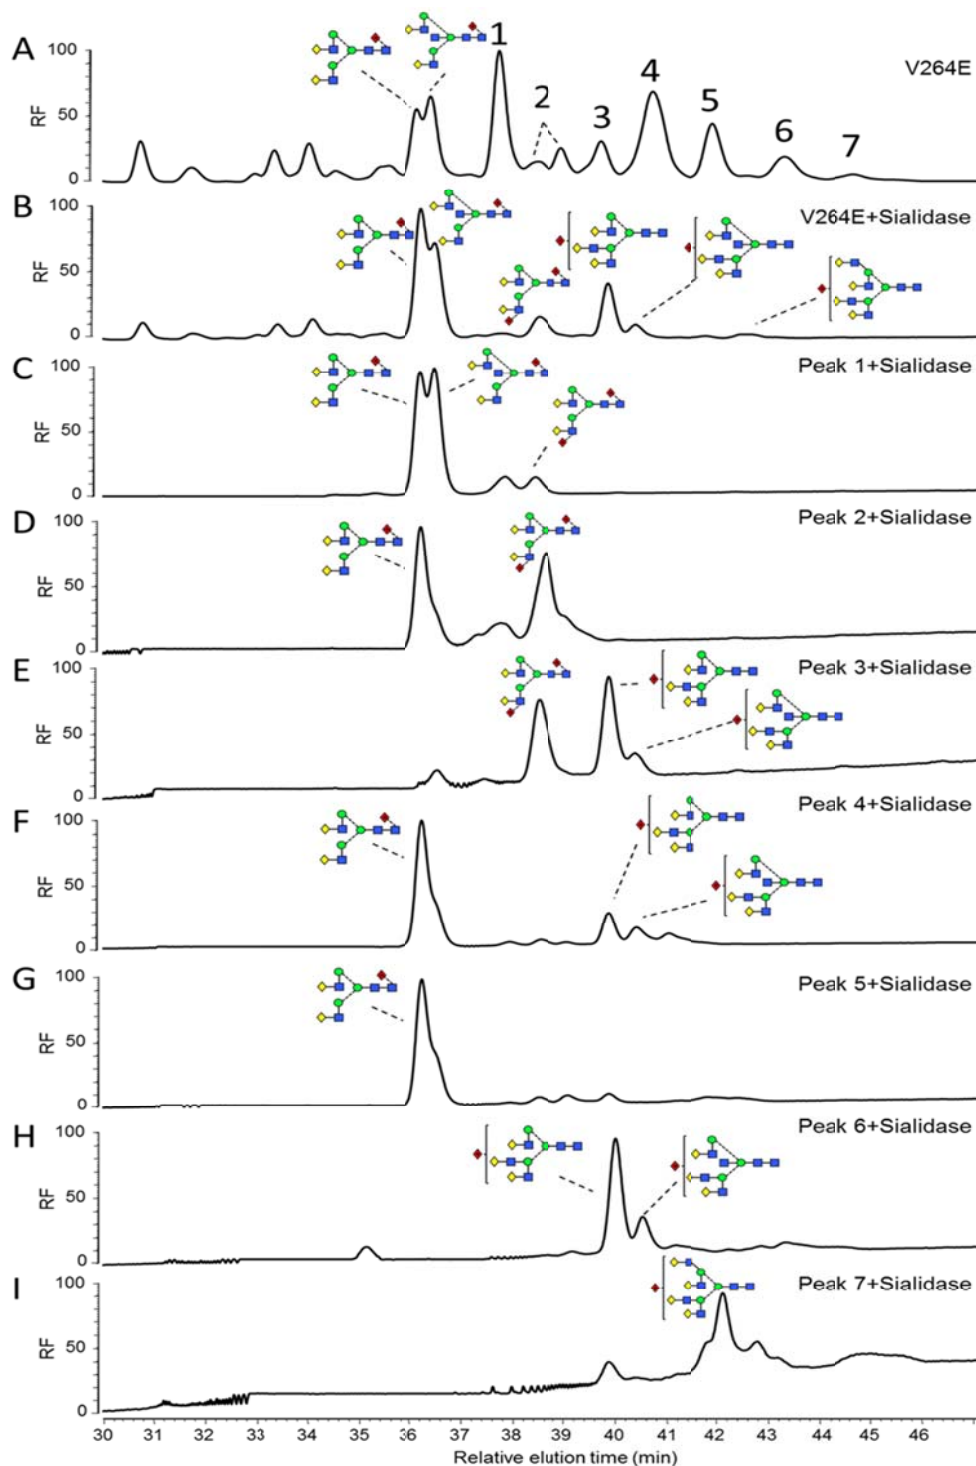 A
100
50
0
RF
1
2
3
4
5
6
7
V264E
B
100
50
0
RF
V264E+Sialidase
C
100
50
0
RF
Peak 1+Sialidase
D
100
50
0
RF
Peak 2+Sialidase
E
100
50
0
RF
Peak 3+Sialidase
F
100
50
0
RF
Peak 4+Sialidase
G
100
50
0
RF
Peak 5+Sialidase
H
100
50
0
RF
Peak 6+Sialidase
I
100
50
0
RF
Peak 7+Sialidase
30 31 32 33 34 35 36 37 38 39 40 41 42 43 44 45 46
Relative elution time (min)